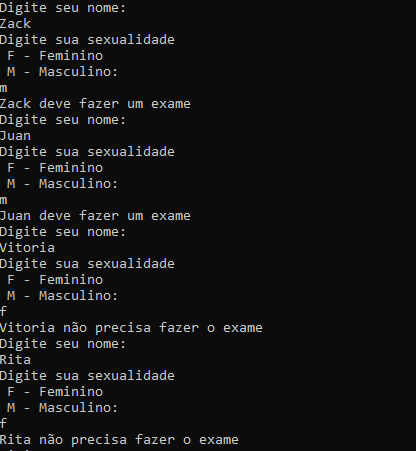 Digite seu nome:
Zack
Digite sua sexualidade
F - Feminino
M - Masculino:
m
Zack deve fazer um exame
Digite seu nome:
Juan
Digite sua sexualidade
F - Feminino
M - Masculino:
m
Juan deve fazer um exame
Digite seu nome:
Vitoria
Digite sua sexualidade
F - Feminino
M - Masculino:
f
Vitoria não precisa fazer o exame
Digite seu nome:
Rita
Digite sua sexualidade
F - Feminino
M - Masculino:
f
Rita não precisa fazer o exame